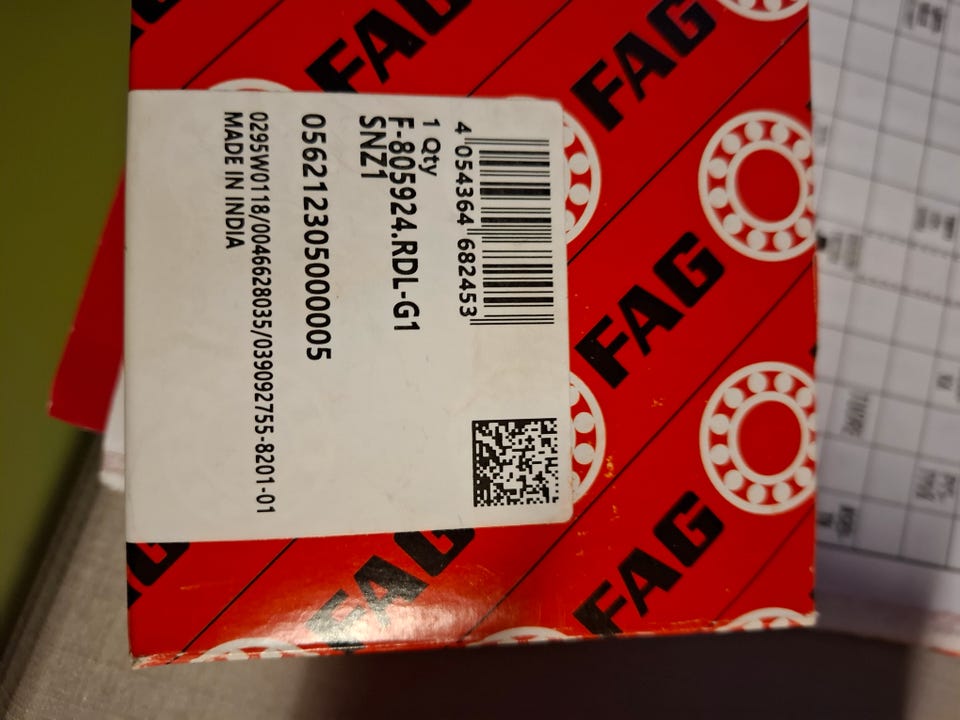 FAG
FAG
FAG
FAG
FAG
4 054364 682453
1 Qty
F-805924.RDL-G1
SNZ1
0562123050000005
0295W0118/0046628035/039092755-8201-01
MADE IN INDIA